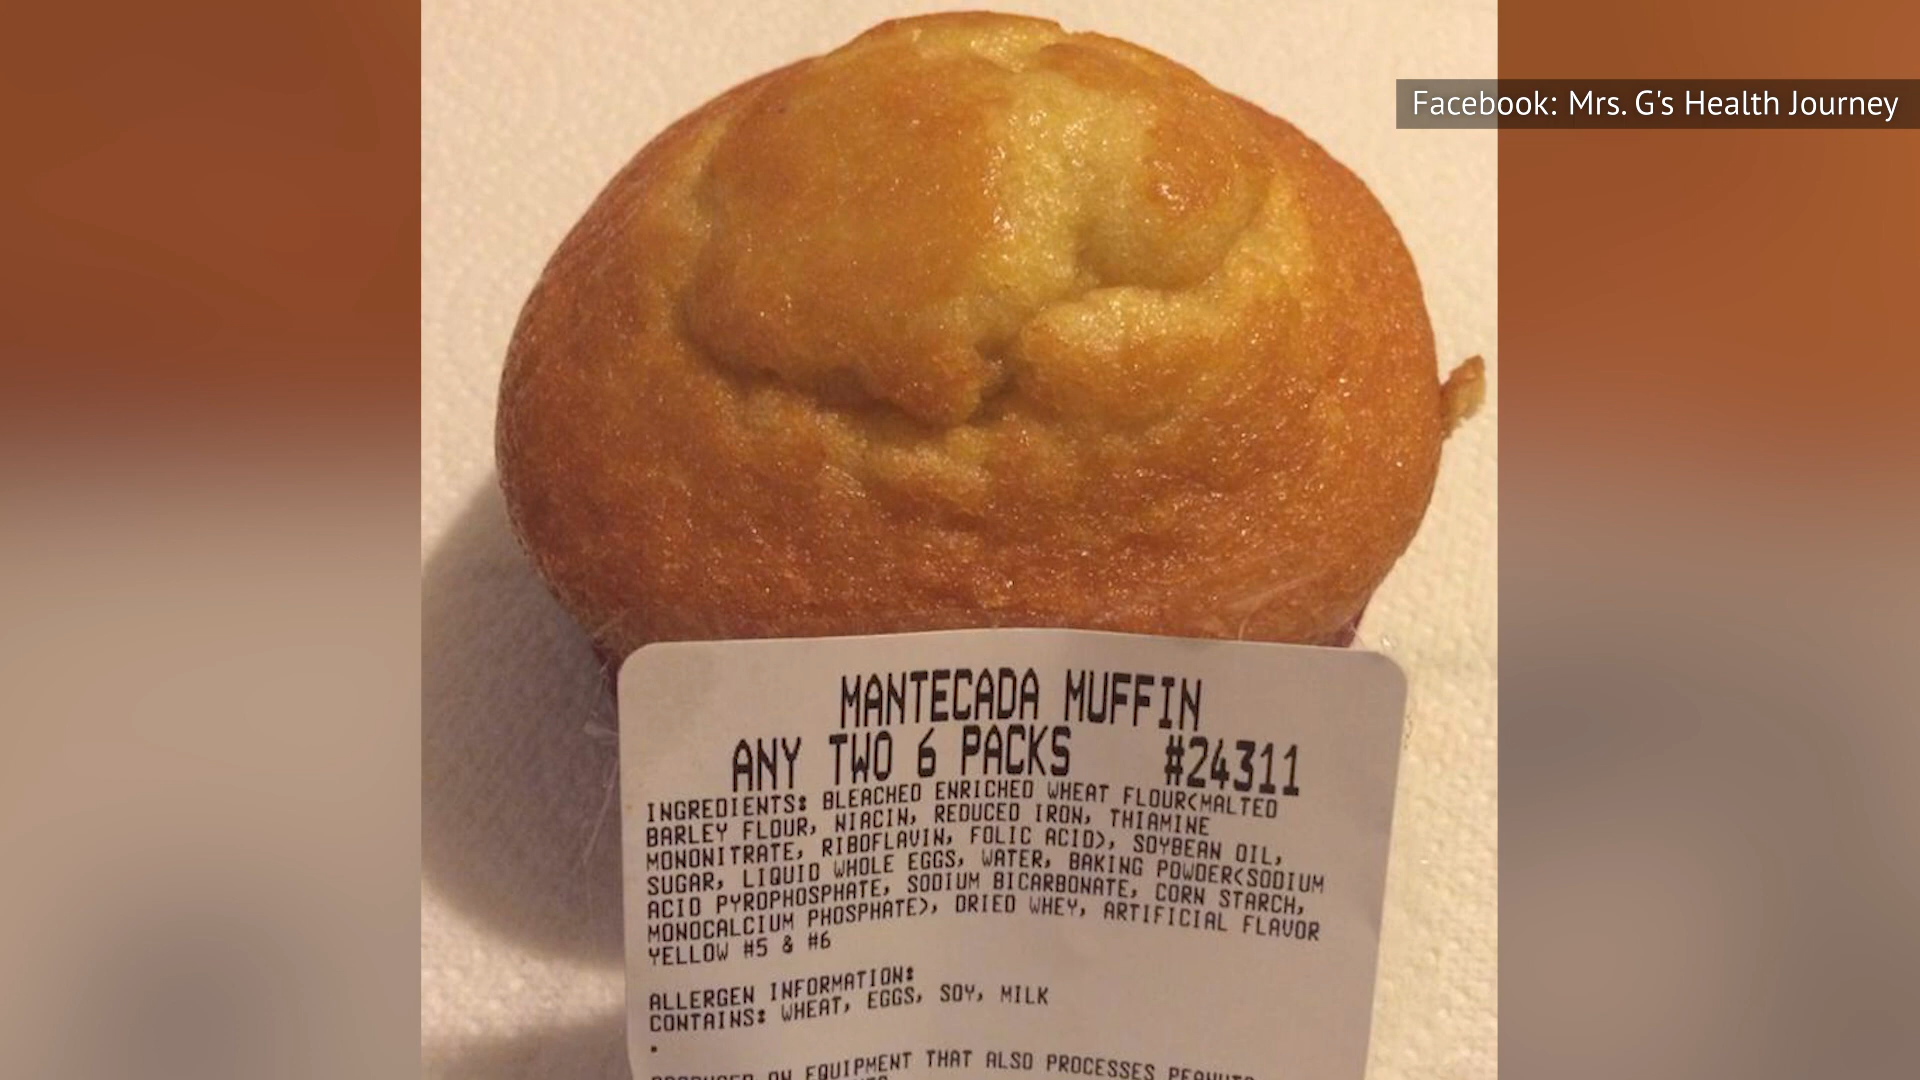 Facebook: Mrs. G's Health Journey
MANTECADA MUFFIN
ANY TWO 6 PACKS #24311
INGREDIENTS: BLEACHED ENRICHED WHEAT FLOUR<MALTED
BARLEY FLOUR, NIACIN, REDUCED IRON, THIAMINE
MONONITRATE, RIBOFLAVIN, FOLIC ACID>, SOYBEAN OIL,
SUGAR, LIQUID WHOLE EGGS, WATER, BAKING POWDER<SODIUM
ACID PYROPHOSPHATE, SODIUM BICARBONATE, CORN STARCH,
MONOCALCIUM PHOSPHATE>, DRIED WHEY, ARTIFICIAL FLAVOR
YELLOW #5 & #6
ALLERGEN INFORMATION:
CONTAINS: WHEAT, EGGS, SOY, MILK
.
PRODUCED ON EQUIPMENT THAT ALSO PROCESSES PEANUTS